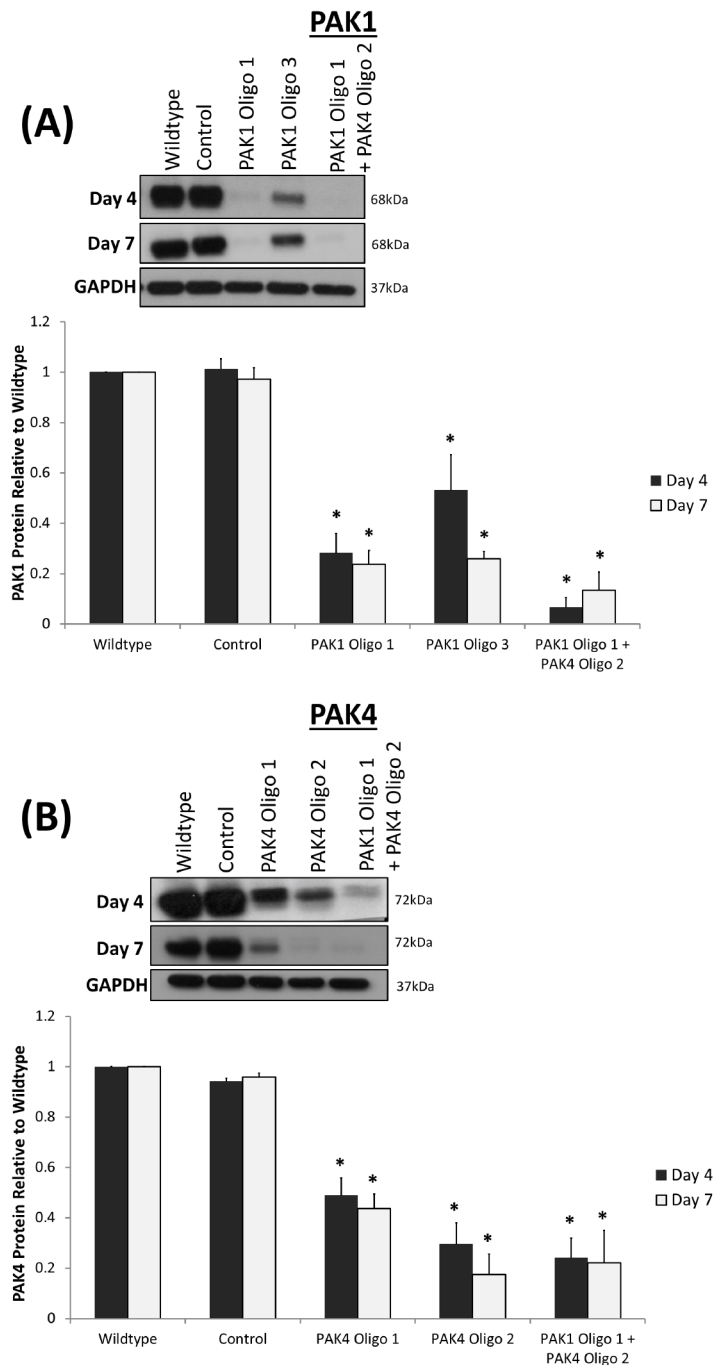 PAK1
(A)
Wildtype
Control
PAK1 Oligo 1
PAK1 Oligo 3
PAK1 Oligo 1
+ PAK4 Oligo 2
Day 4
68kDa
Day 7
68kDa
GAPDH
37kDa
PAK1 Protein Relative to Wildtype
1.2
1
0.8
0.6
0.4
0.2
0
*
*
*
*
*
*
Day 4
Day 7
Wildtype
Control
PAK1 Oligo 1
PAK1 Oligo 3
PAK1 Oligo 1 +
PAK4 Oligo 2
PAK4
(B)
Wildtype
Control
PAK4 Oligo 1
PAK4 Oligo 2
PAK1 Oligo 1
+ PAK4 Oligo 2
Day 4
72kDa
Day 7
72kDa
GAPDH
37kDa
PAK4 Protein Relative to Wildtype
1.2
1
0.8
0.6
0.4
0.2
0
*
*
*
*
*
*
Day 4
Day 7
Wildtype
Control
PAK4 Oligo 1
PAK4 Oligo 2
PAK1 Oligo 1 +
PAK4 Oligo 2